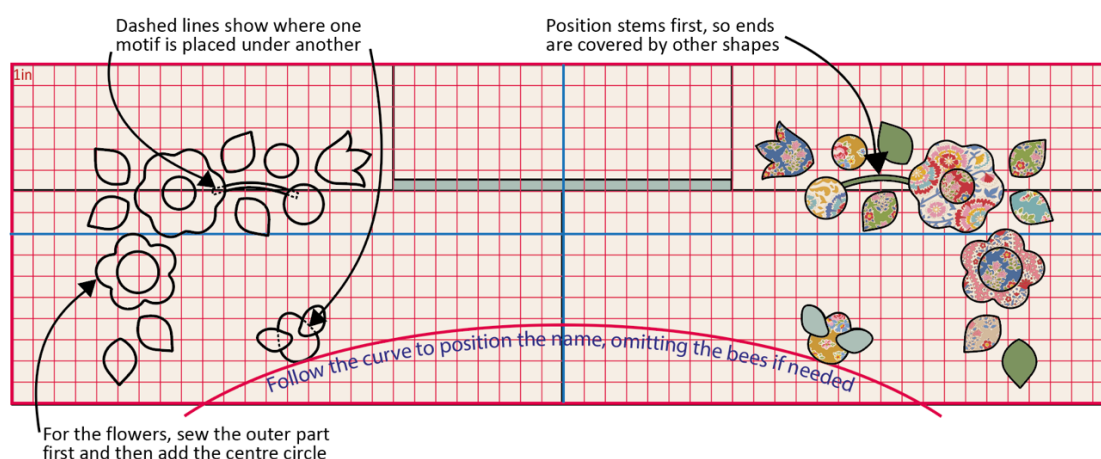 Dashed lines show where one
motif is placed under another
Position stems first, so ends
are covered by other shapes
1in
Follow the curve to position the name, omitting the bees if needed
For the flowers, sew the outer part
first and then add the centre circle